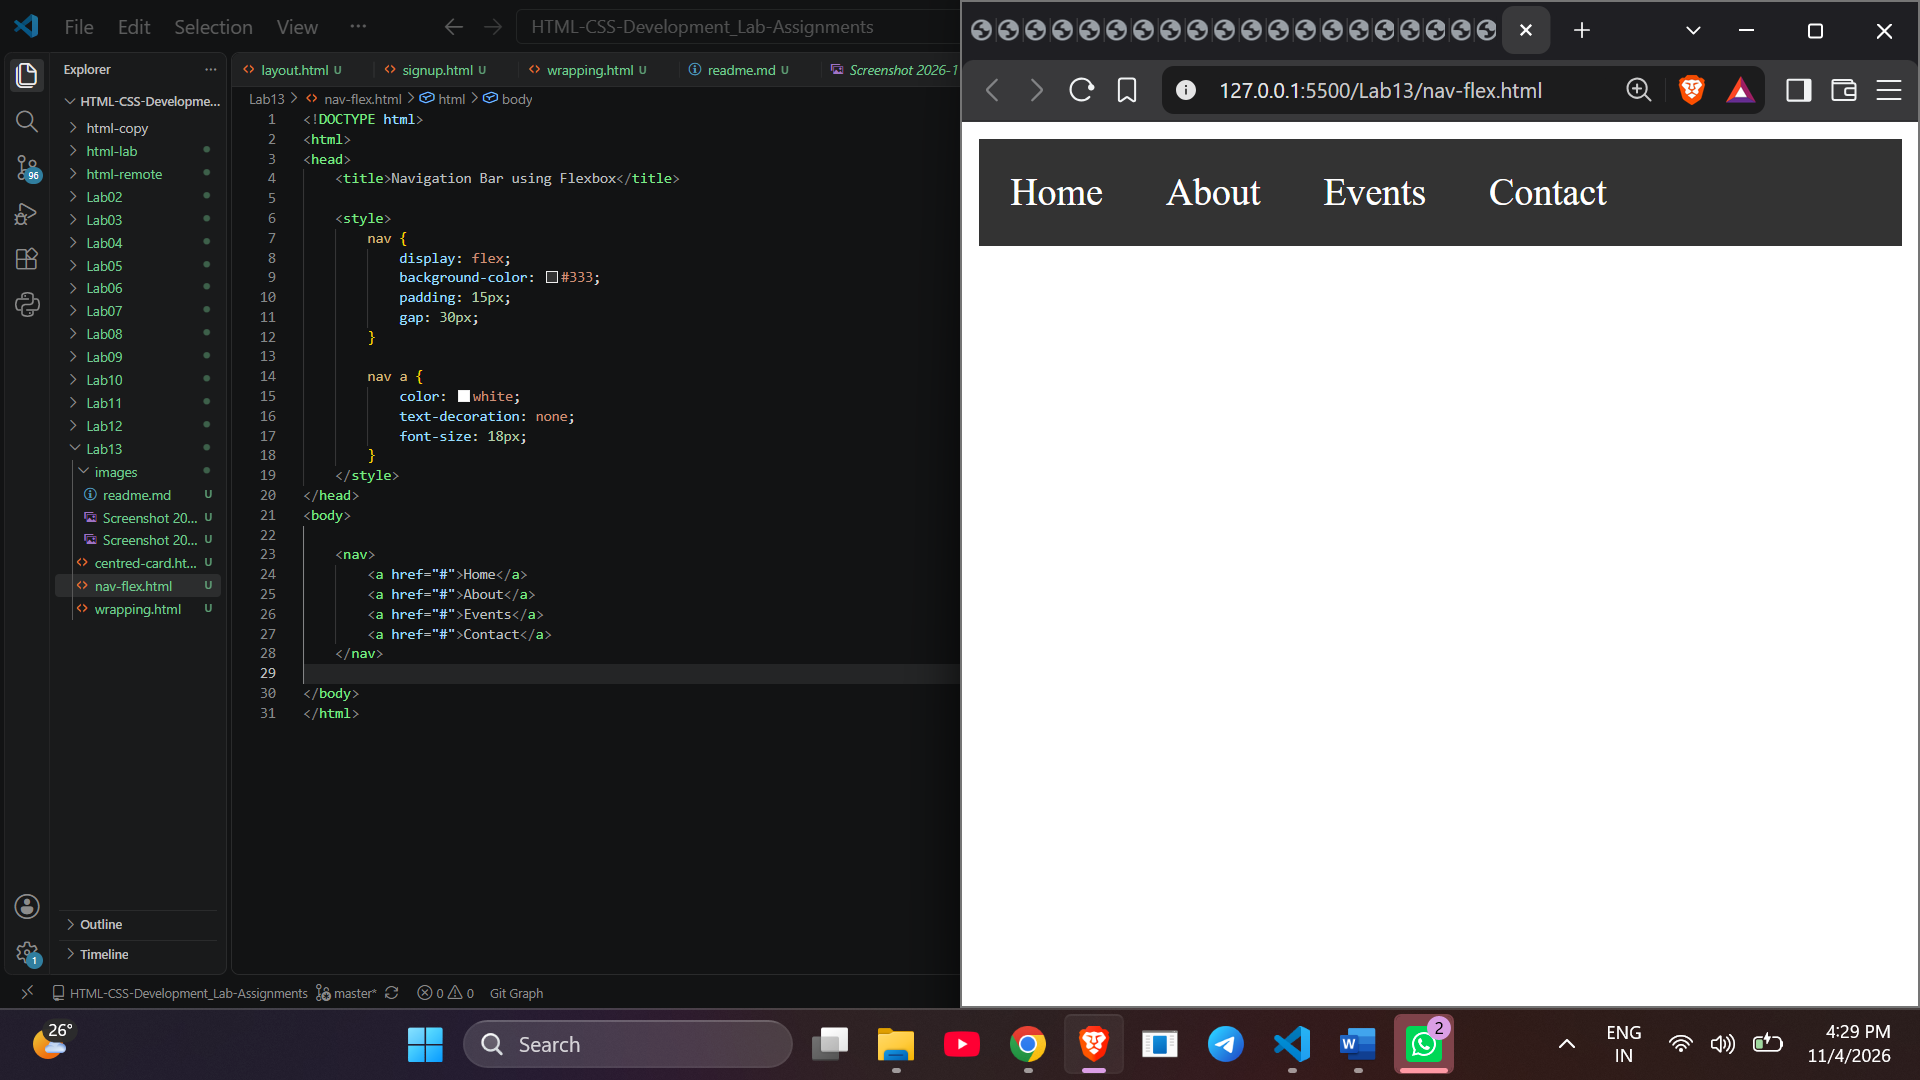 File Edit Selection View ··· HTML-CSS-Development_Lab-Assignments
Explorer ···
HTML-CSS-Developme...
html-copy
html-lab
html-remote
Lab02
Lab03
Lab04
Lab05
Lab06
Lab07
Lab08
Lab09
Lab10
Lab11
Lab12
Lab13
images
readme.md U
Screenshot 20... U
Screenshot 20... U
centred-card.ht... U
nav-flex.html U
wrapping.html U
Outline
Timeline
96
1
layout.html U signup.html U wrapping.html U readme.md U Screenshot 2026-1
Lab13 > nav-flex.html > html > body
1 <!DOCTYPE html>
2 <html>
3 <head>
4 <title>Navigation Bar using Flexbox</title>
5
6 <style>
7 nav {
8 display: flex;
9 background-color: #333;
10 padding: 15px;
11 gap: 30px;
12 }
13
14 nav a {
15 color: white;
16 text-decoration: none;
17 font-size: 18px;
18 }
19 </style>
20 </head>
21 <body>
22
23 <nav>
24 <a href="#">Home</a>
25 <a href="#">About</a>
26 <a href="#">Events</a>
27 <a href="#">Contact</a>
28 </nav>
29
30 </body>
31 </html>
HTML-CSS-Development_Lab-Assignments master* 0 0 Git Graph
127.0.0.1:5500/Lab13/nav-flex.html
Home About Events Contact
26°
Search
W
2
ENG
IN
4:29 PM
11/4/2026